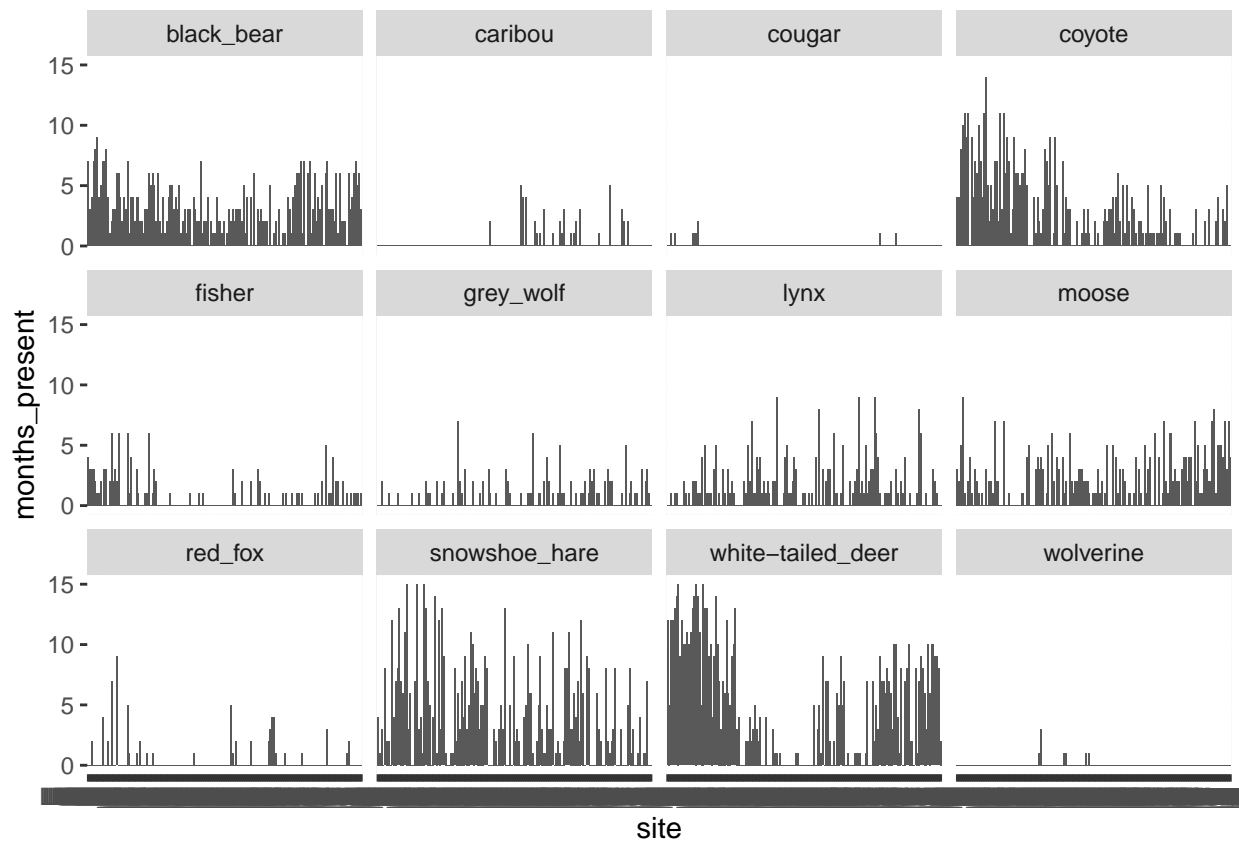 black_bear caribou cougar coyote
15
10
5
0
fisher grey_wolf lynx moose
15
10
5
0
months_present
red_fox snowshoe_hare white−tailed_deer wolverine
15
10
5
0
site